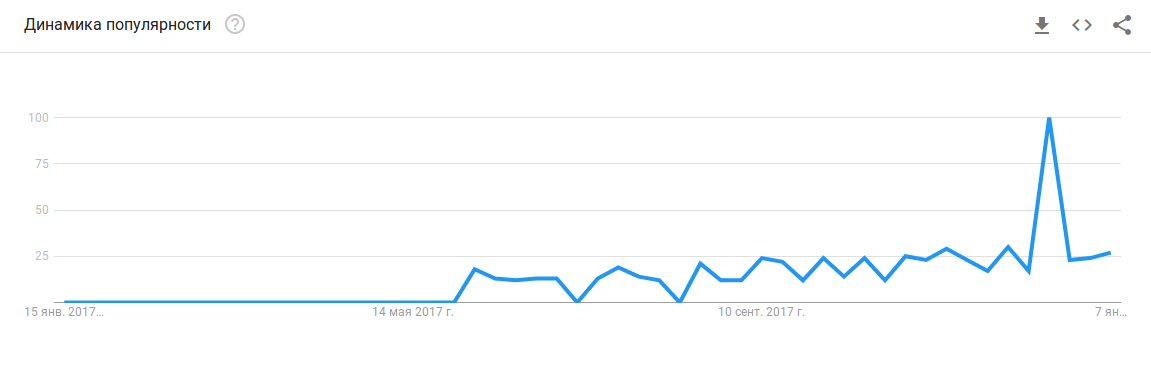 Динамика популярности
100
75
50
25
15 янв. 2017…
14 мая 2017 г.
10 сент. 2017 г.
7 ян…